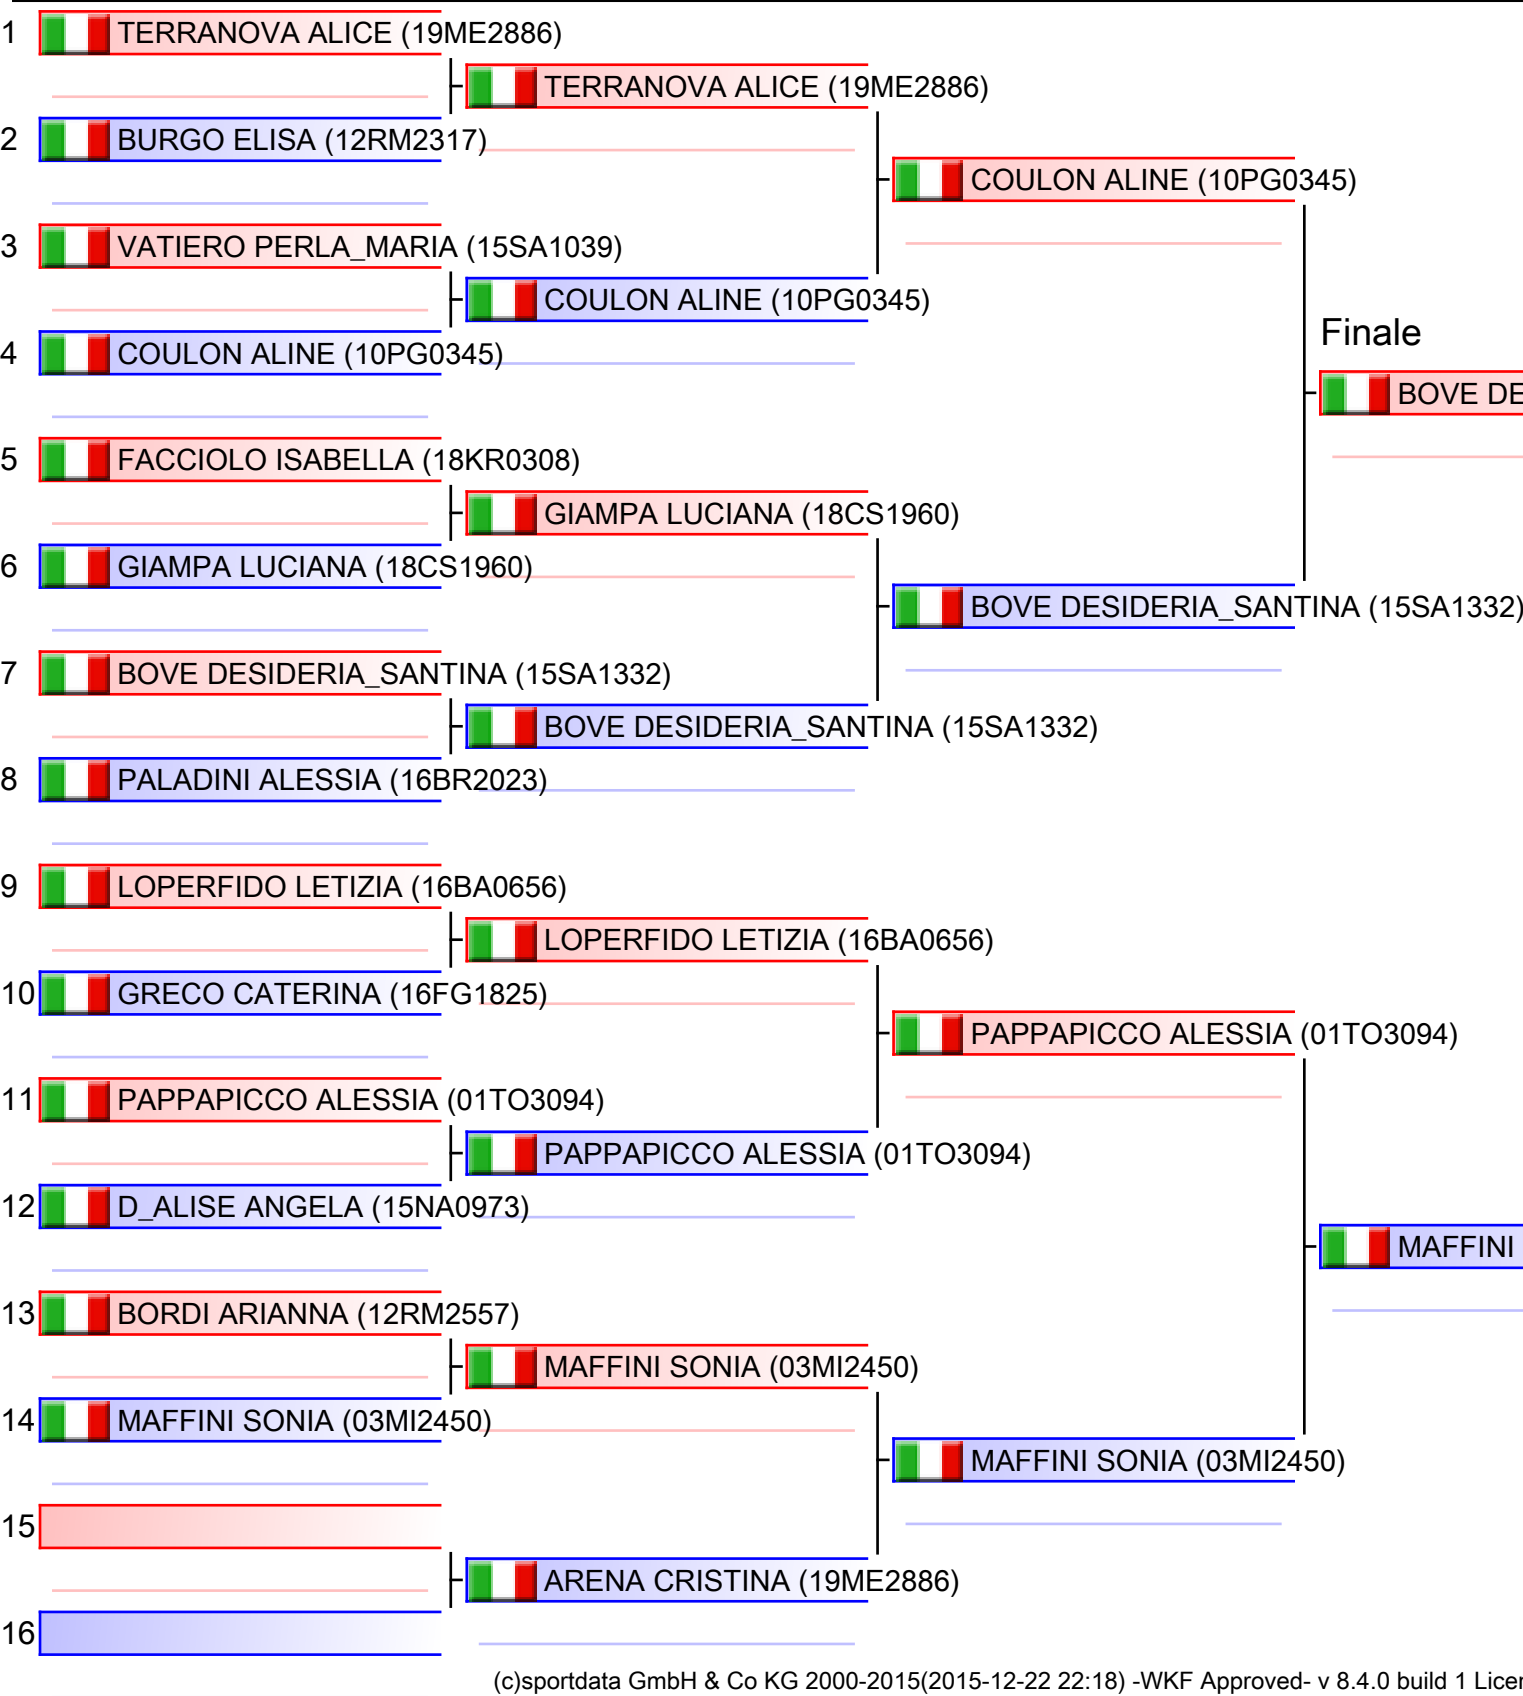 1 TERRANOVA ALICE (19ME2886)
TERRANOVA ALICE (19ME2886)
2 BURGO ELISA (12RM2317)
COULON ALINE (10PG0345)
3 VATIERO PERLA_MARIA (15SA1039)
COULON ALINE (10PG0345)
Finale
4 COULON ALINE (10PG0345)
BOVE DE
5 FACCIOLO ISABELLA (18KR0308)
GIAMPA LUCIANA (18CS1960)
6 GIAMPA LUCIANA (18CS1960)
BOVE DESIDERIA_SANTINA (15SA1332)
7 BOVE DESIDERIA_SANTINA (15SA1332)
BOVE DESIDERIA_SANTINA (15SA1332)
8 PALADINI ALESSIA (16BR2023)
9 LOPERFIDO LETIZIA (16BA0656)
LOPERFIDO LETIZIA (16BA0656)
10 GRECO CATERINA (16FG1825)
PAPPAPICCO ALESSIA (01TO3094)
11 PAPPAPICCO ALESSIA (01TO3094)
PAPPAPICCO ALESSIA (01TO3094)
12 D_ALISE ANGELA (15NA0973)
MAFFINI
13 BORDI ARIANNA (12RM2557)
MAFFINI SONIA (03MI2450)
14 MAFFINI SONIA (03MI2450)
MAFFINI SONIA (03MI2450)
15
ARENA CRISTINA (19ME2886)
16
(c)sportdata GmbH & Co KG 2000-2015(2015-12-22 22:18) -WKF Approved- v 8.4.0 build 1 Licen